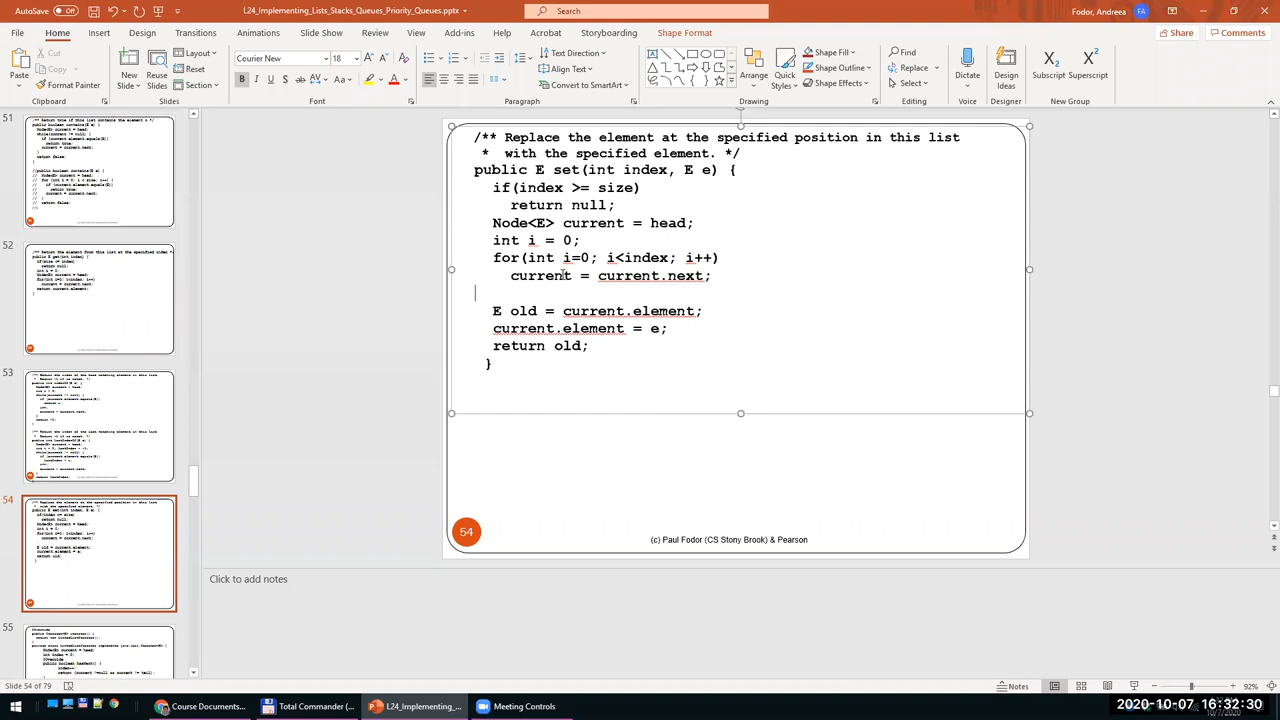 AutoSave Off L24_Implementing_Lists_Stacks_Queues_Priority_Queues.pptx Search Fodor, Andrea FA
File Home Insert Design Transitions Animations Slide Show Review View Help Acrobat Storyboarding Shape Format Share Comments
Paste Cut Copy Format Painter
New Slide Reuse Slides Layout Reset Section
Courier New 18
Text Direction Align Text Convert to SmartArt
Arrange Quick Styles Shape Fill Shape Outline Shape Effects
Find Replace Select
Dictate Design Ideas Subscript Superscript
Clipboard Slides Font Paragraph Drawing Editing Voice Designer New Group
51
52
53
54
55
/** Replace the element at the specified position in this list
* with the specified element. */
public E set(int index, E e) {
if(index >= size)
return null;
Node<E> current = head;
int i = 0;
for(int i=0; i<index; i++)
current = current.next;
E old = current.element;
current.element = e;
return old;
}
54
(c) Paul Fodor (CS Stony Brook) & Pearson
Click to add notes
Slide 54 of 79 Notes 92%
Course Documents... Total Commander (... L24_Implementing_... Meeting Controls
2020-10-07 16:32:30
10/7/2020